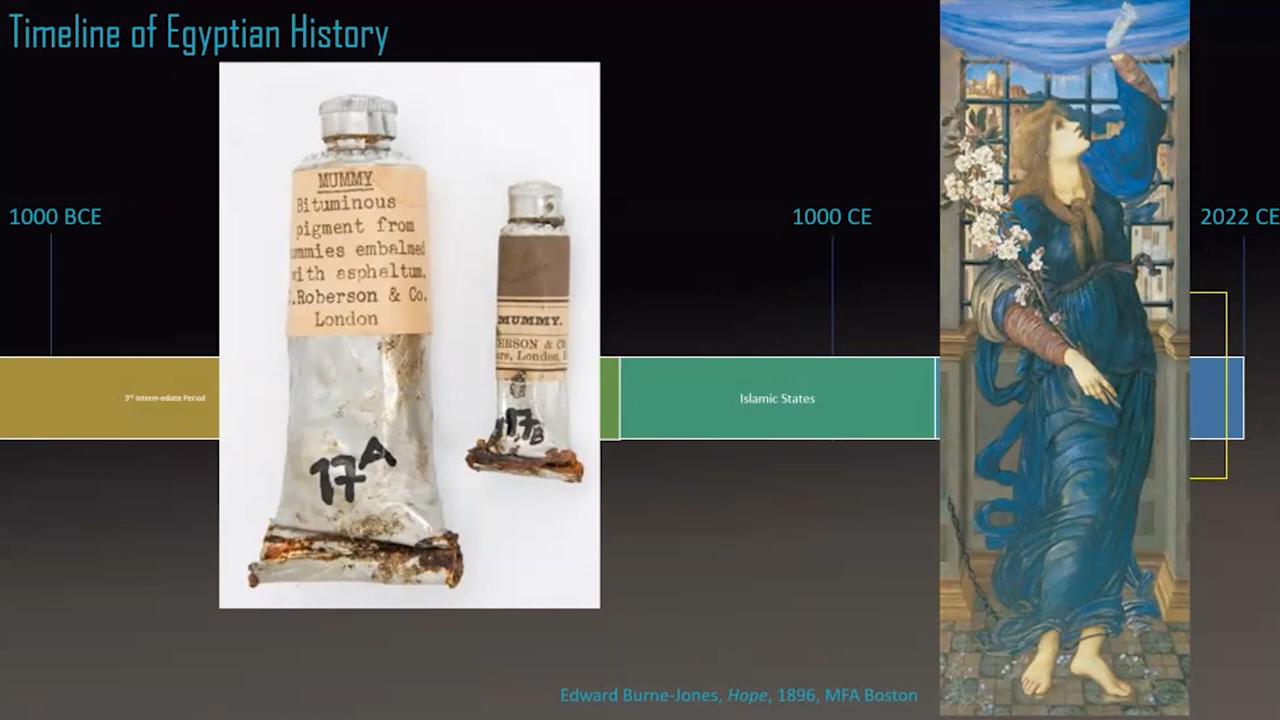 Timeline of Egyptian History
1000 BCE
1000 CE
2022 CE
3rd Interm-ediate Period
Islamic States
MUMMY
Bituminous
pigment from
embalmed
with asphaltum.
Roberson & Co.
London
MUMMY.
London,
17A
17B
Edward Burne-Jones, Hope, 1896, MFA Boston